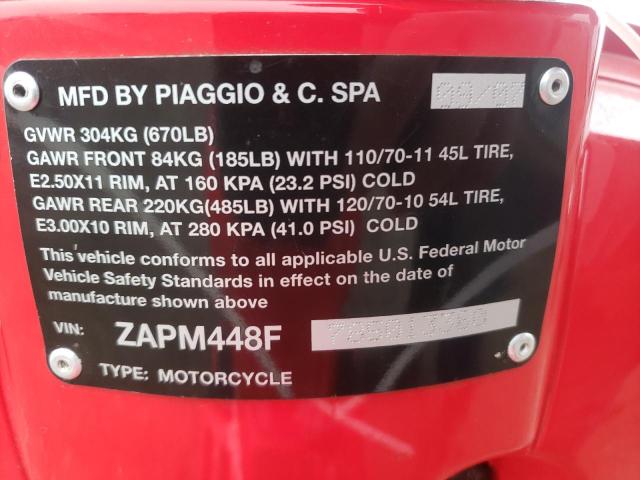 MFD BY PIAGGIO & C. SPA 09/07
GVWR 304KG (670LB)
GAWR FRONT 84KG (185LB) WITH 110/70-11 45L TIRE,
E2.50X11 RIM, AT 160 KPA (23.2 PSI) COLD
GAWR REAR 220KG(485LB) WITH 120/70-10 54L TIRE,
E3.00X10 RIM, AT 280 KPA (41.0 PSI) COLD
This vehicle conforms to all applicable U.S. Federal Motor
Vehicle Safety Standards in effect on the date of
manufacture shown above
VIN: ZAPM448F
TYPE: MOTORCYCLE